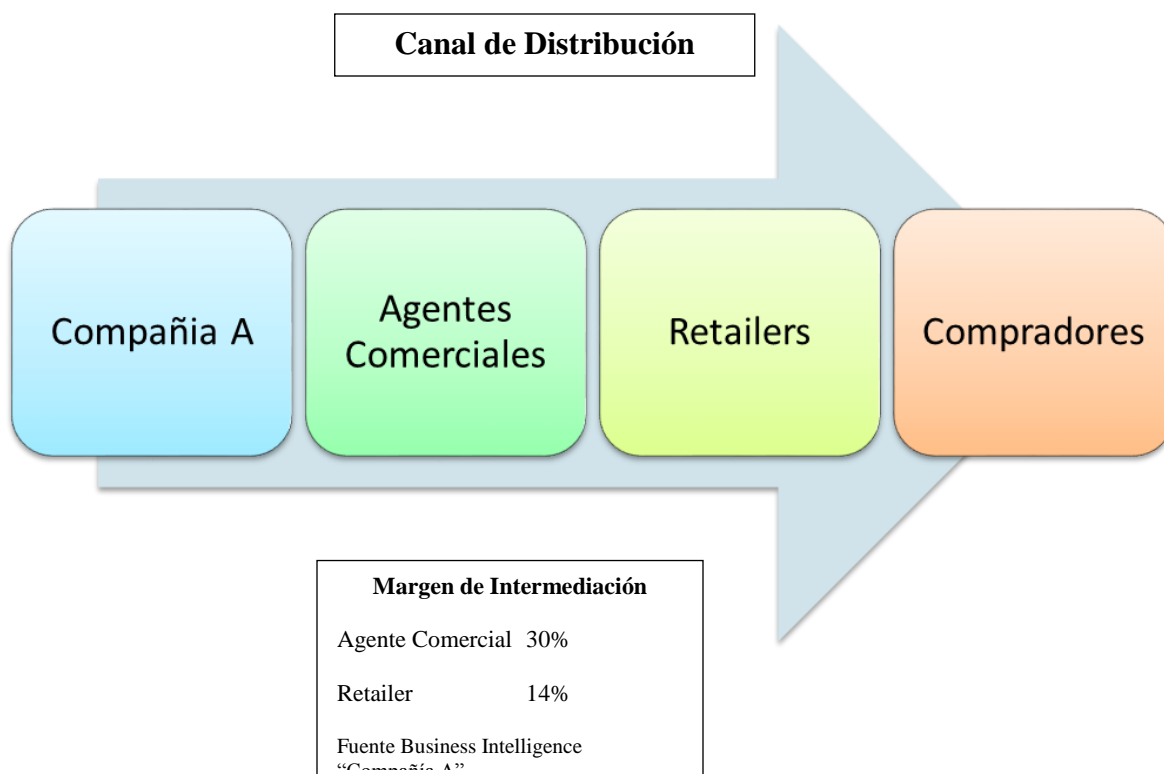 Canal de Distribución
Compañia A
Agentes
Comerciales
Retailers
Compradores
Margen de Intermediación
Agente Comercial 30%
Retailer 14%
Fuente Business Intelligence
“Compañía A”